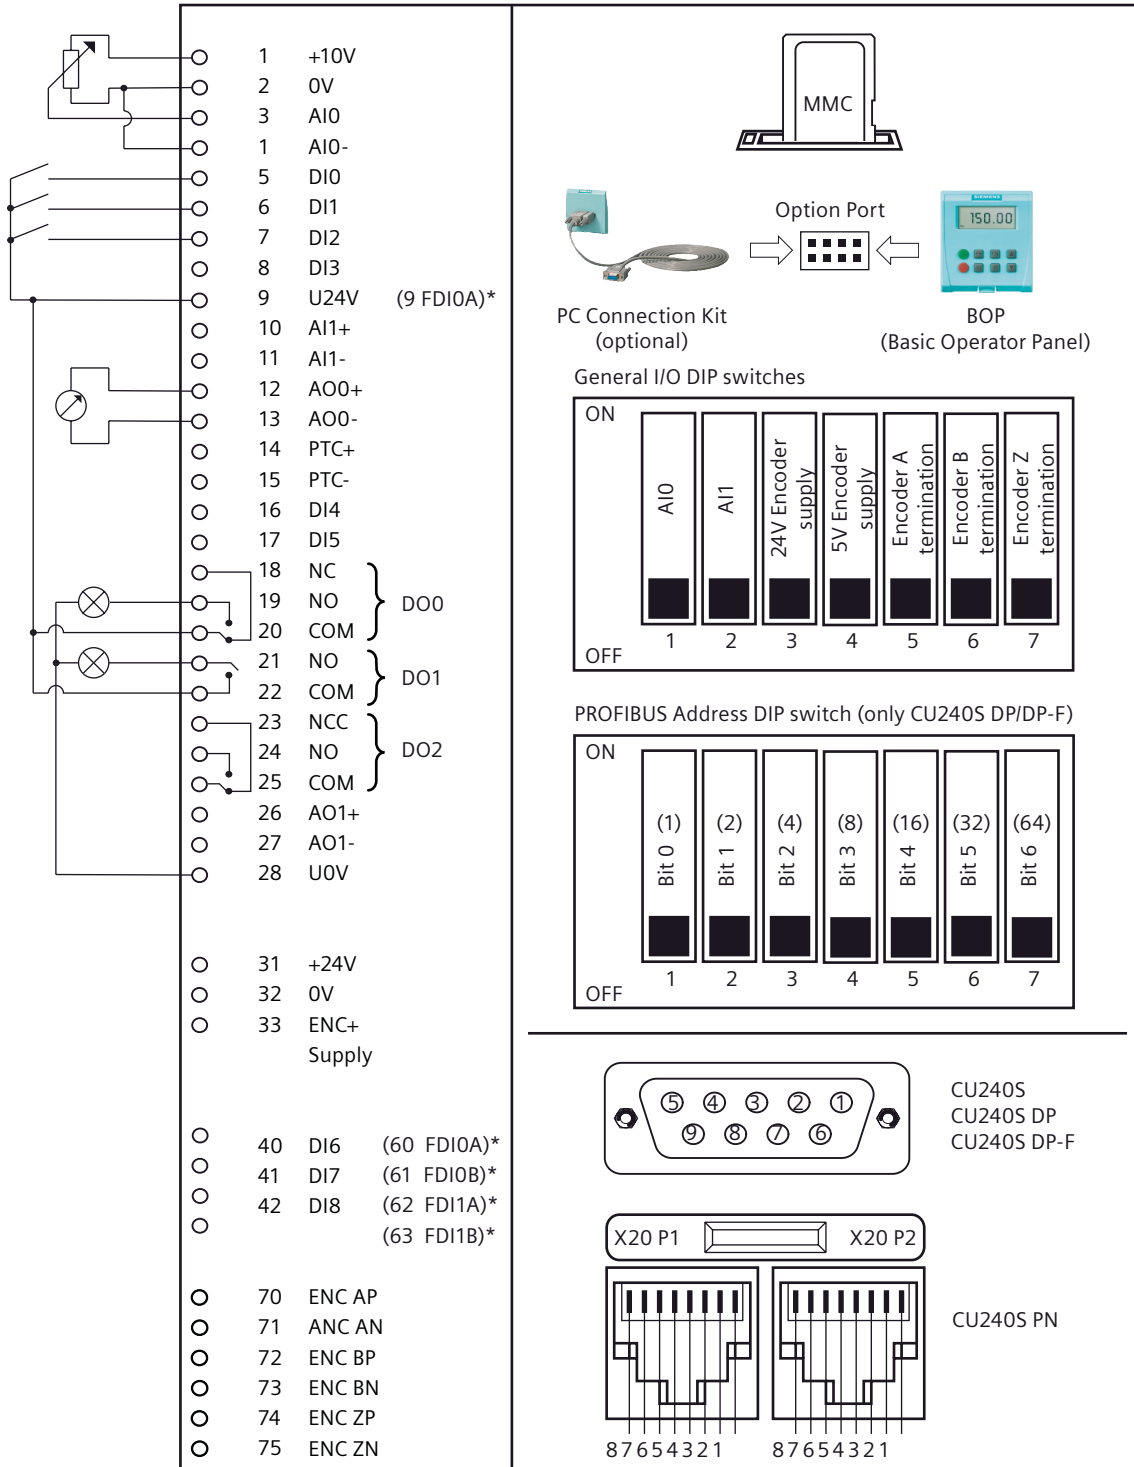 1 +10V
2 0V
3 AI0
1 AI0-
5 DI0
6 DI1
7 DI2
8 DI3
9 U24V (9 FDI0A)*
10 AI1+
11 AI1-
12 AO0+
13 AO0-
14 PTC+
15 PTC-
16 DI4
17 DI5
18 NC
19 NO DO0
20 COM
21 NO
22 COM DO1
23 NCC
24 NO DO2
25 COM
26 AO1+
27 AO1-
28 U0V
31 +24V
32 0V
33 ENC+
Supply
40 DI6 (60 FDI0A)*
41 DI7 (61 FDI0B)*
42 DI8 (62 FDI1A)*
(63 FDI1B)*
70 ENC AP
71 ANC AN
72 ENC BP
73 ENC BN
74 ENC ZP
75 ENC ZN
MMC
Option Port
SIEMENS
150.00
PC Connection Kit
(optional)
BOP
(Basic Operator Panel)
General I/O DIP switches
ON
AI0
AI1
24V Encoder
supply
5V Encoder
supply
Encoder A
termination
Encoder B
termination
Encoder Z
termination
1 2 3 4 5 6 7
OFF
PROFIBUS Address DIP switch (only CU240S DP/DP-F)
ON
(1) (2) (4) (8) (16) (32) (64)
Bit 0 Bit 1 Bit 2 Bit 3 Bit 4 Bit 5 Bit 6
1 2 3 4 5 6 7
OFF
5 4 3 2 1
9 8 7 6
CU240S
CU240S DP
CU240S DP-F
X20 P1 X20 P2
CU240S PN
87654321 87654321